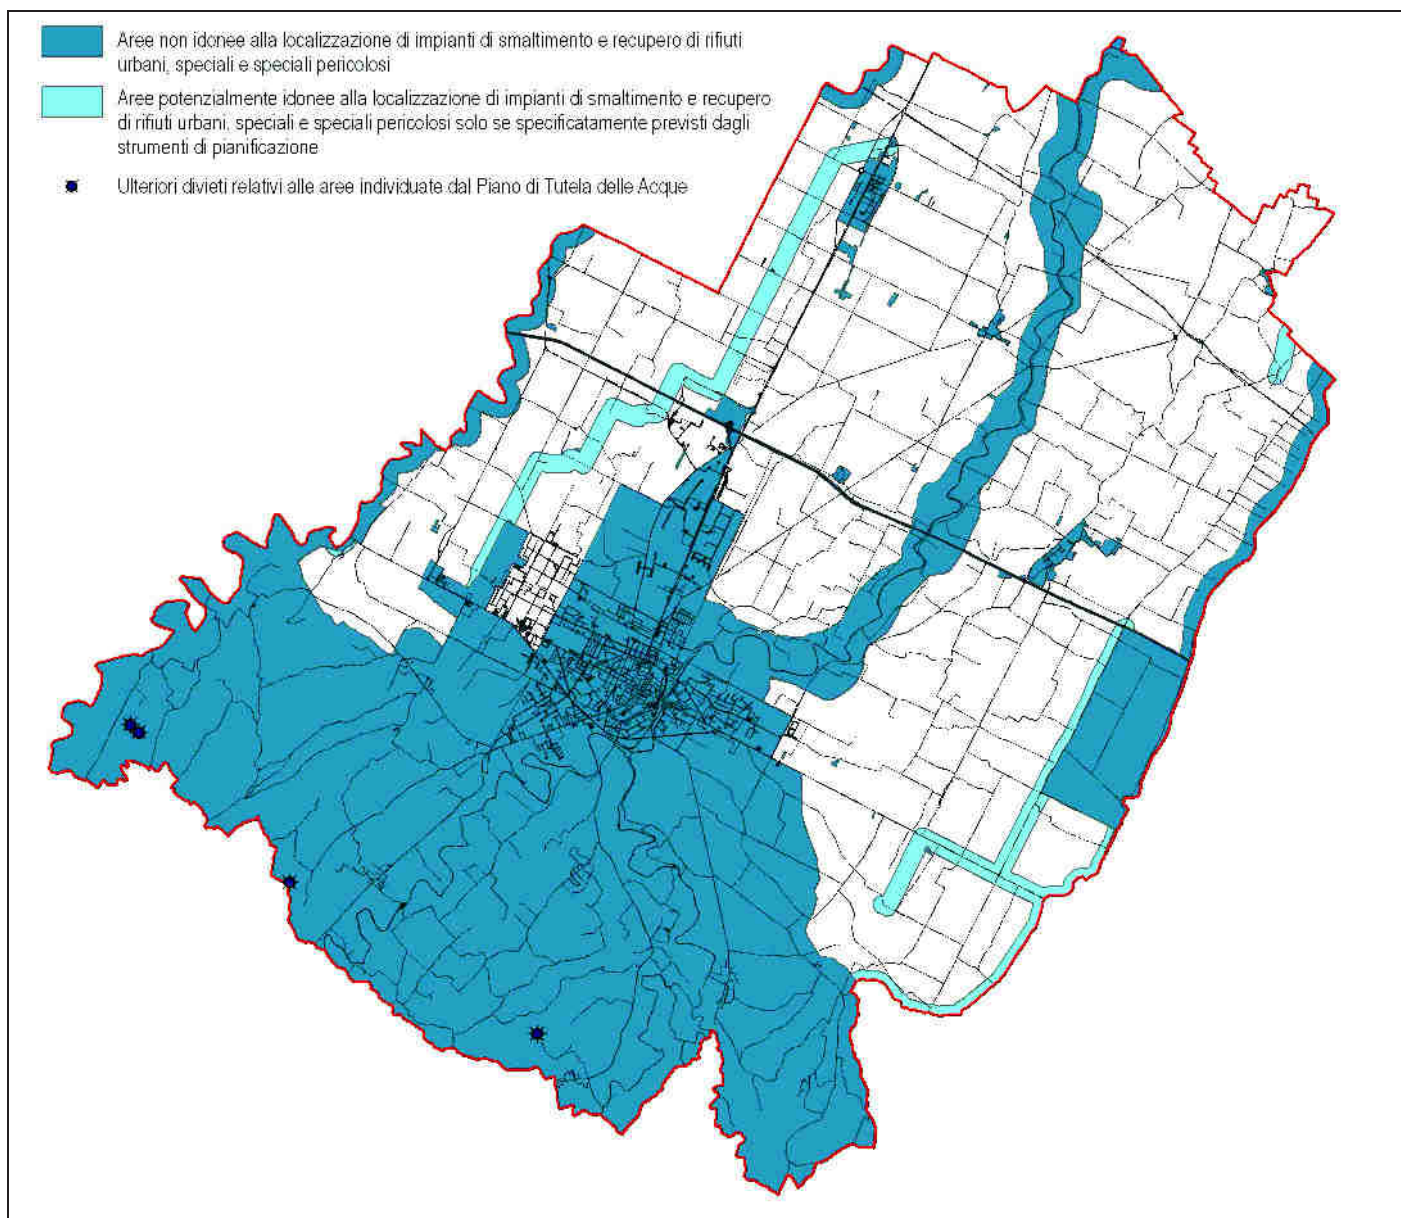 Aree non idonee alla localizzazione di impianti di smaltimento e recupero di rifiuti
urbani, speciali e speciali pericolosi
Aree potenzialmente idonee alla localizzazione di impianti di smaltimento e recupero
di rifiuti urbani, speciali e speciali pericolosi solo se specificatamente previsti dagli
strumenti di pianificazione
Ulteriori divieti relativi alle aree individuate dal Piano di Tutela delle Acque